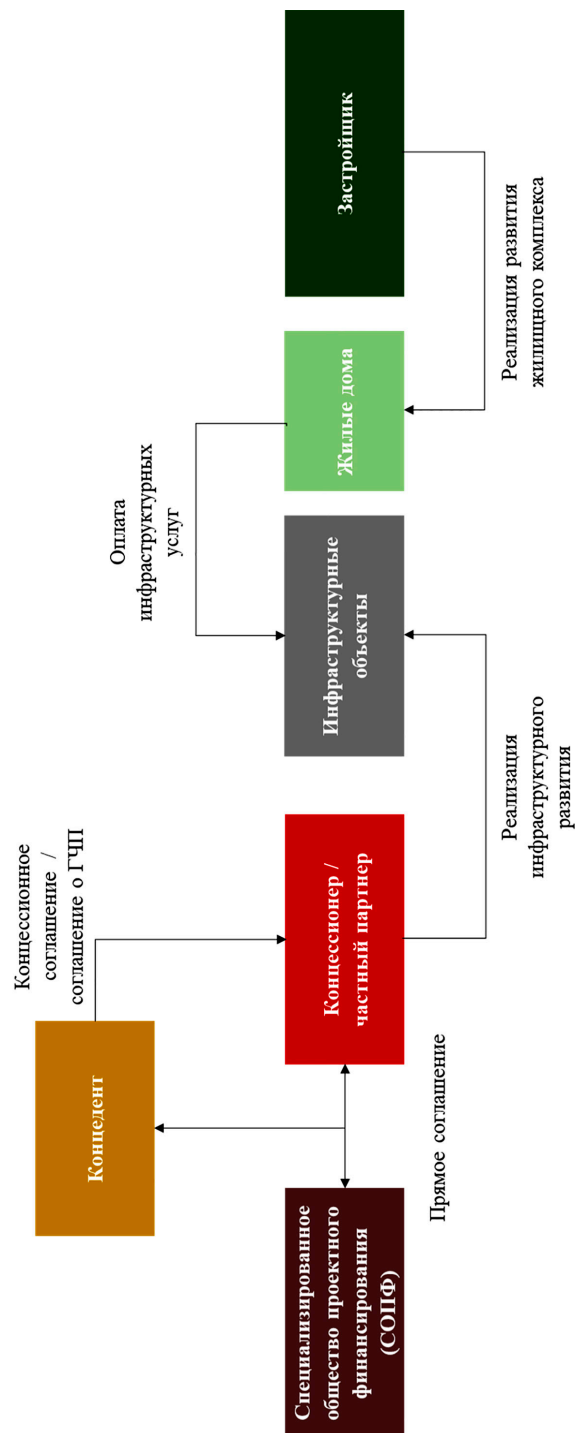 Концедент
Концессионное
соглашение /
соглашение о ГЧП
Оплата
инфраструктурных
услуг
Специализированное
общество проектного
финансирования
(СОПФ)
Концессионер /
частный партнер
Инфраструктурные
объекты
Жилые дома
Застройщик
Прямое соглашение
Реализация
инфраструктурного
развития
Реализация развития
жилищного комплекса